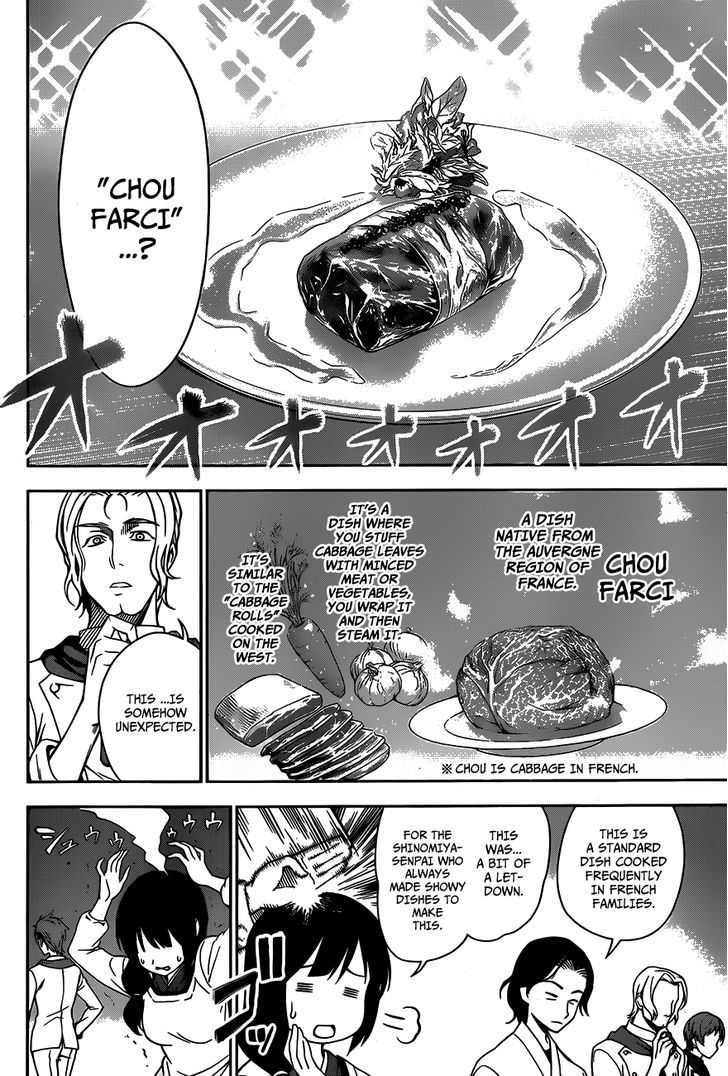 "CHOU
FARCI"
...?
オオオオオオオ
CHOU
FARCI
A DISH
NATIVE FROM
THE AUVERGNE
REGION OF
FRANCE.
IT'S A
DISH WHERE
YOU STUFF
CABBAGE LEAVES
WITH MINCED
MEAT OR
VEGETABLES,
YOU WRAP IT
AND THEN
STEAM IT.
IT'S
SIMILAR
TO THE
"CABBAGE
ROLLS"
COOKED
ON THE
WEST.
※ CHOU IS CABBAGE IN FRENCH.
THIS ...IS
SOMEHOW
UNEXPECTED.
THIS IS
A STANDARD
DISH COOKED
FREQUENTLY
IN FRENCH
FAMILIES.
THIS
WAS...
A BIT OF
A LET-
DOWN.
FOR THE
SHINOMIYA-
SENPAI WHO
ALWAYS
MADE SHOWY
DISHES TO
MAKE
THIS.
ゴッ